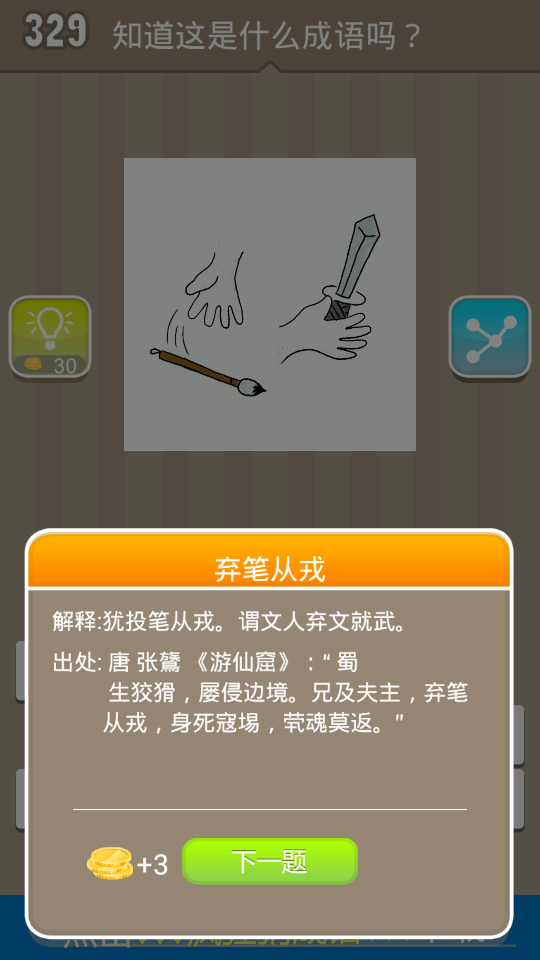 329
知道这是什么成语吗？
30
弃笔从戎
解释:犹投笔从戎。谓文人弃文就武。
出处: 唐 张鷟 《游仙窟》：“ 蜀
生狡猾，屡侵边境。兄及夫主，弃笔
从戎，身死寇埸，茕魂莫返。”
+3
下一题